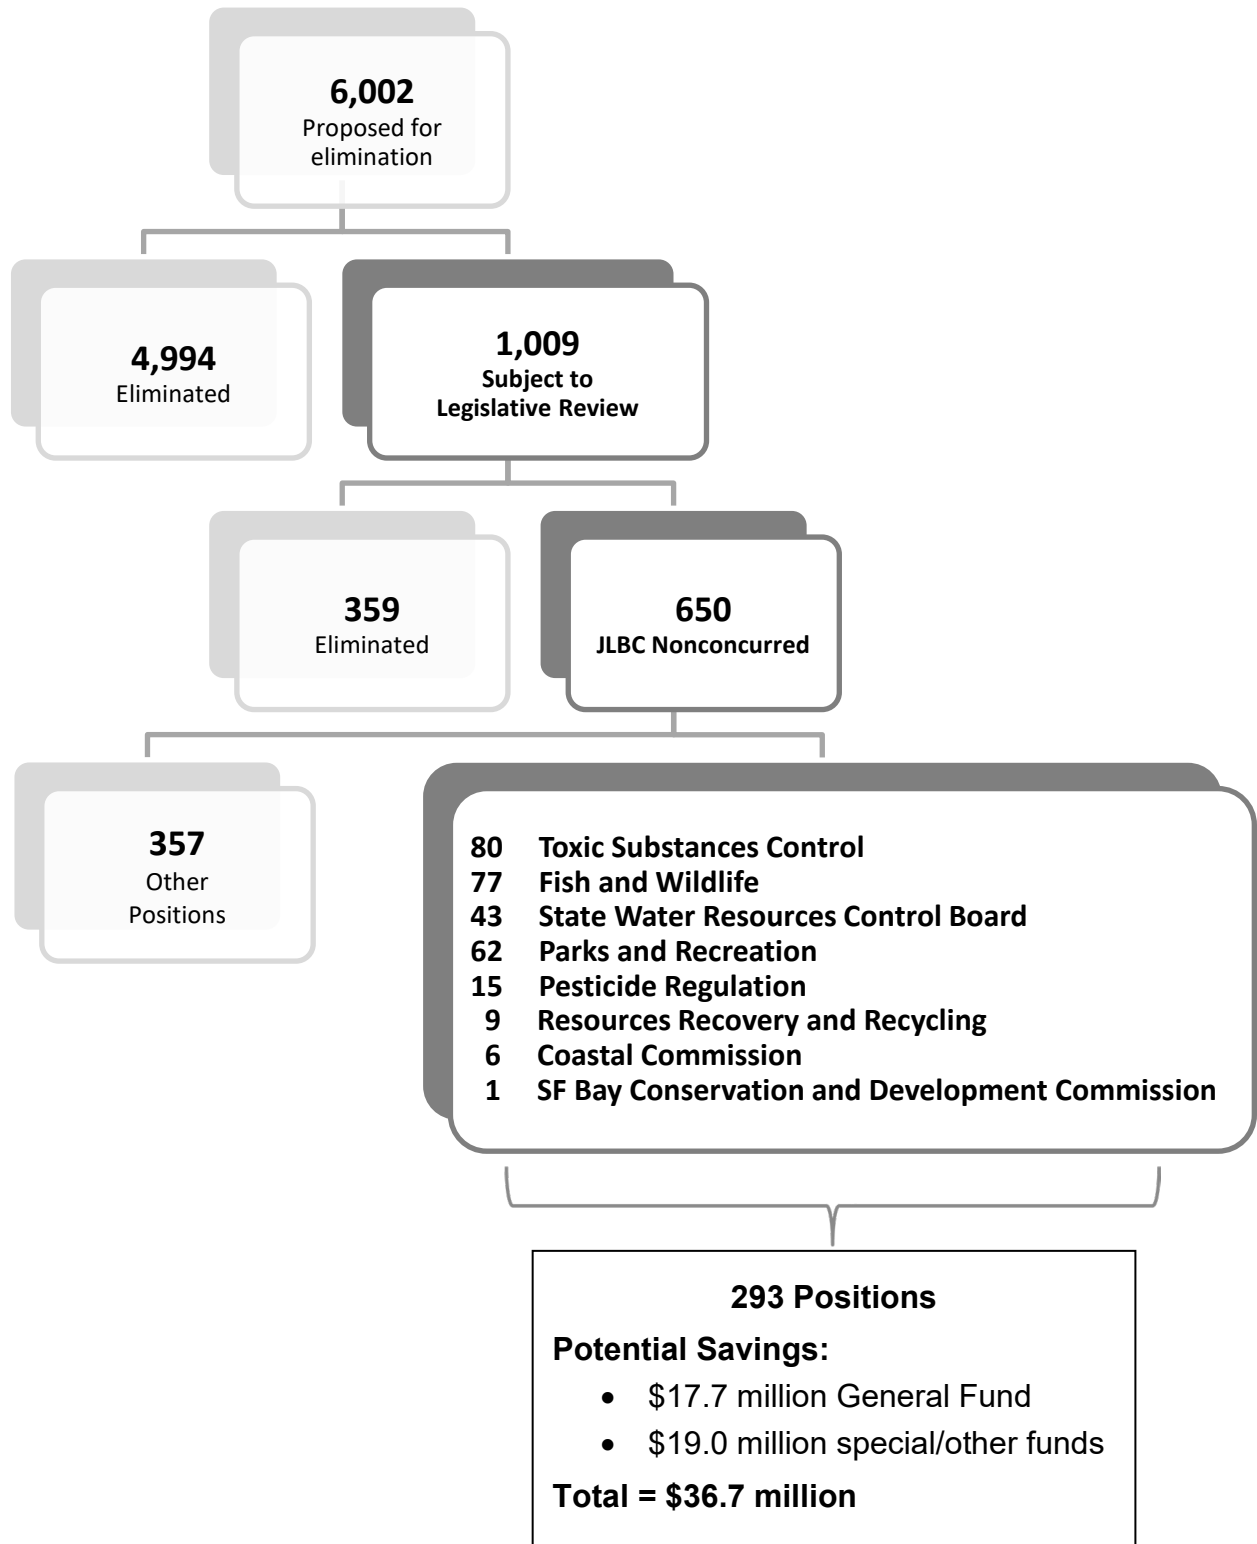 6,002
Proposed for
elimination
4,994
Eliminated
1,009
Subject to
Legislative Review
359
Eliminated
650
JLBC Nonconcurred
357
Other
Positions
80 Toxic Substances Control
77 Fish and Wildlife
43 State Water Resources Control Board
62 Parks and Recreation
15 Pesticide Regulation
9 Resources Recovery and Recycling
6 Coastal Commission
1 SF Bay Conservation and Development Commission
293 Positions
Potential Savings:
• $17.7 million General Fund
• $19.0 million special/other funds
Total = $36.7 million